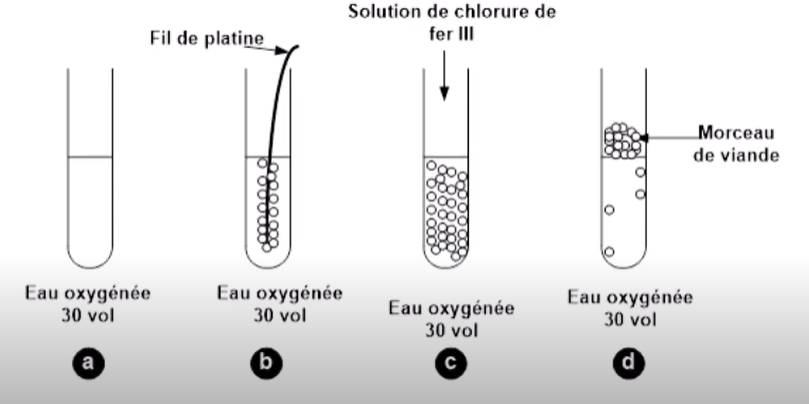 Solution de chlorure de
fer III
Fil de platine
Morceau
de viande
Eau oxygénée
30 vol
Eau oxygénée
30 vol
Eau oxygénée
30 vol
Eau oxygénée
30 vol
a
b
c
d